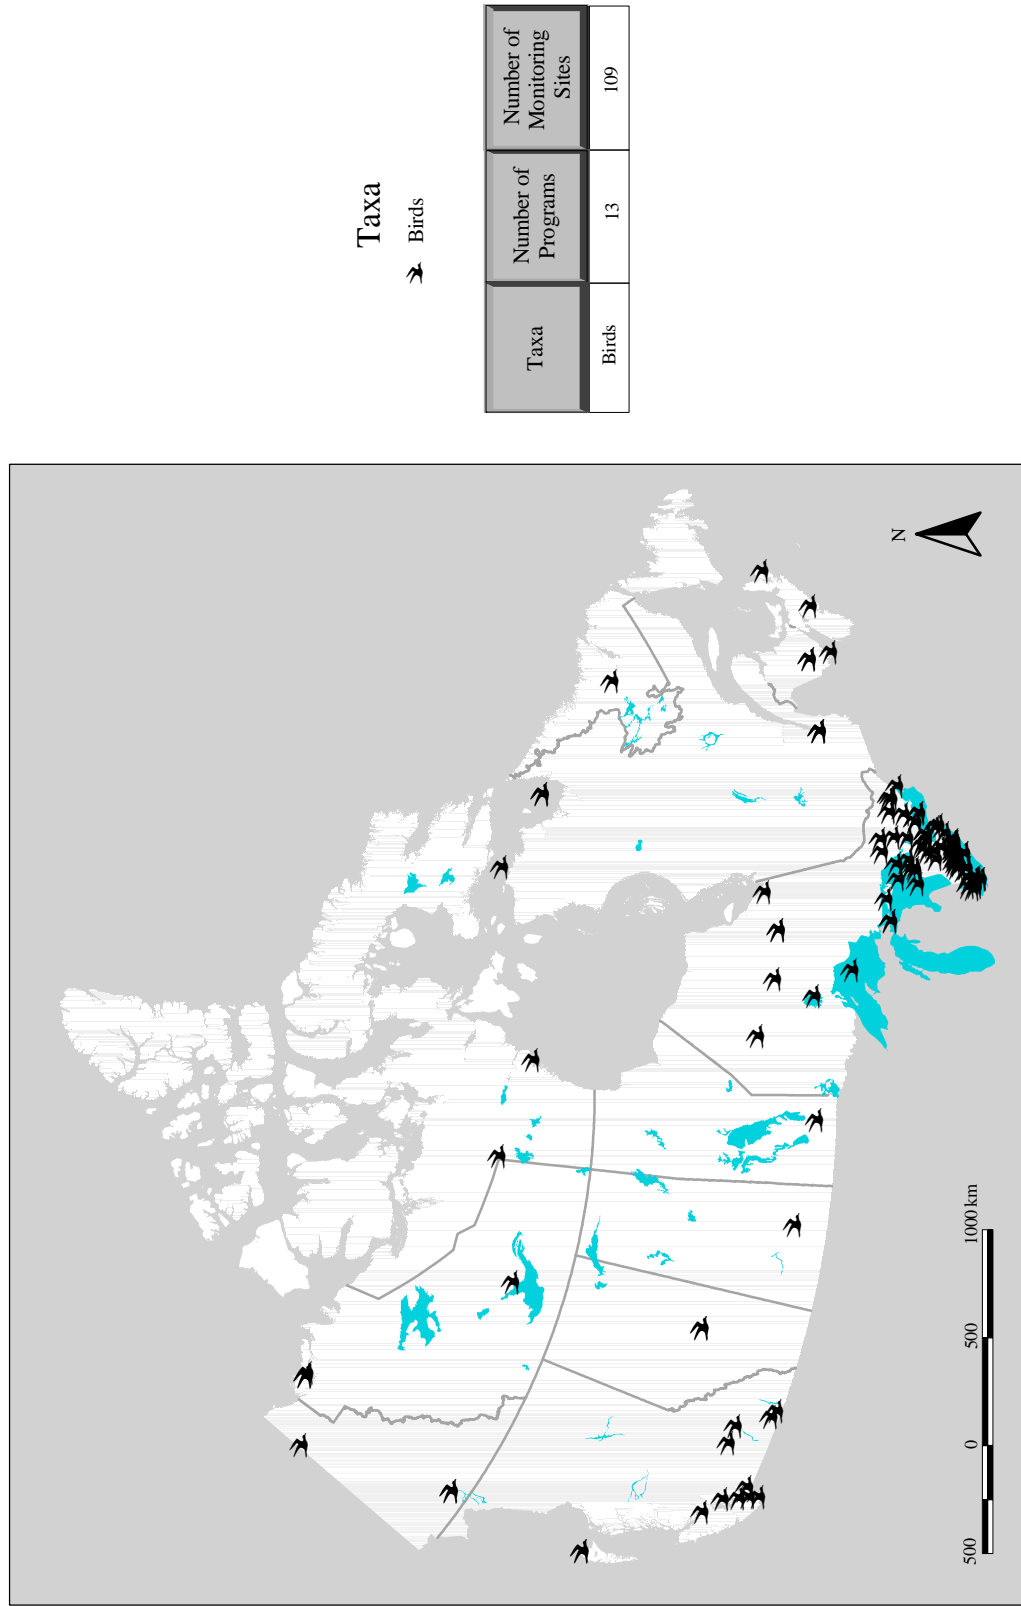 Taxa
Birds
Taxa
Number of
Programs
Number of
Monitoring
Sites
Birds
13
109
N
500
0
500
1000 km